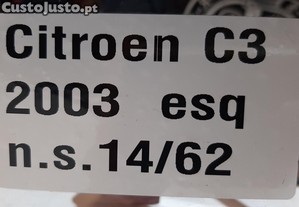 CustoJusto.pt
Citroen C3
2003 esq
n.s.14/62